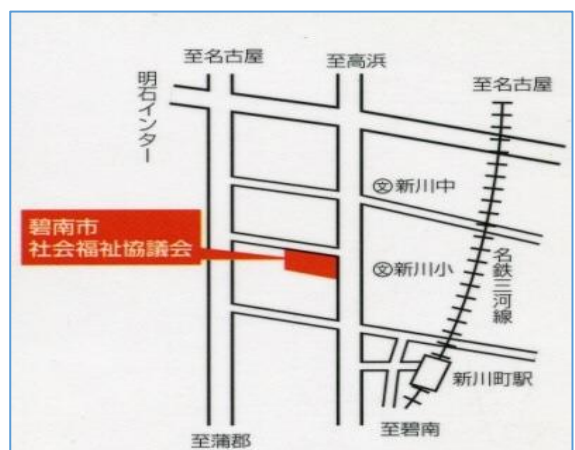 至名古屋
至高浜
至名古屋
明石インター
㊫新川中
碧南市
社会福祉協議会
㊫新川小
名鉄三河線
新川町駅
至碧南
至蒲郡